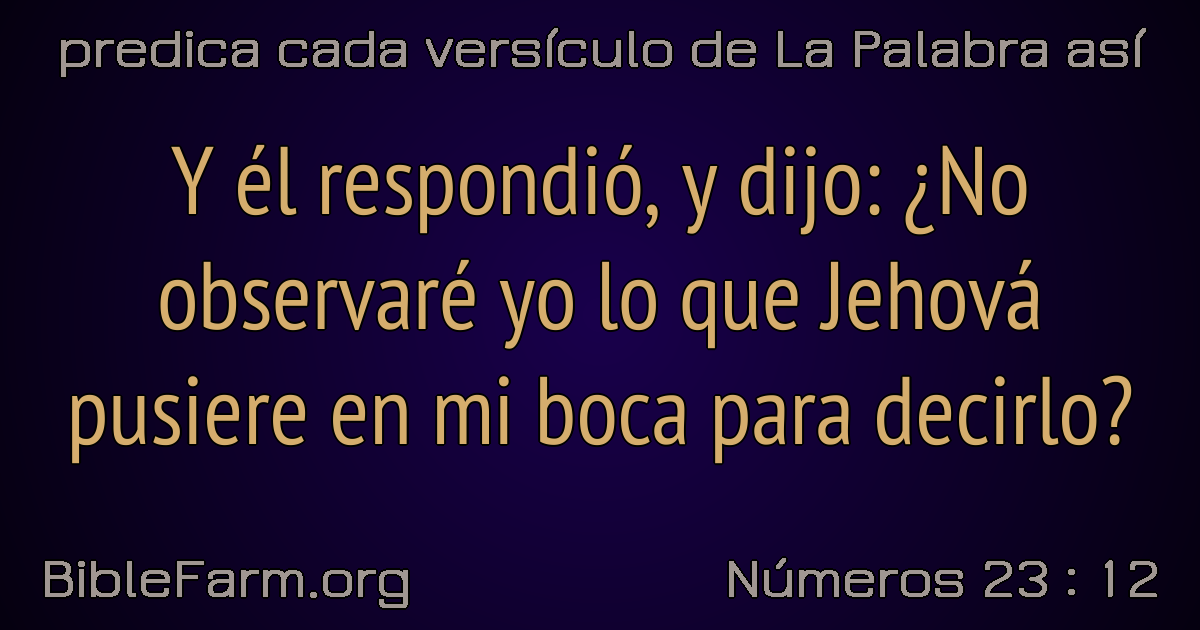 predica cada versículo de La Palabra así
Y él respondió, y dijo: ¿No
observaré yo lo que Jehová
pusiere en mi boca para decirlo?
BibleFarm.org
Números 23 : 12